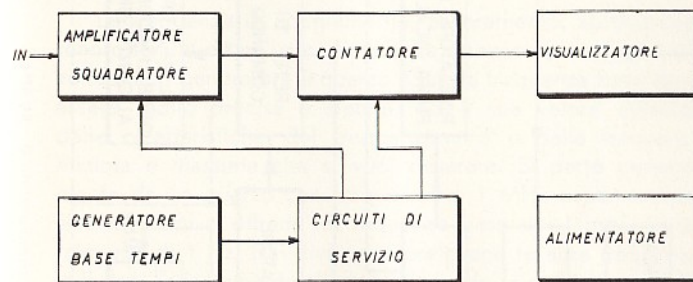 IN
AMPLIFICATORE
SQUADRATORE
CONTATORE
VISUALIZZATORE
GENERATORE
BASE TEMPI
CIRCUITI DI
SERVIZIO
ALIMENTATORE